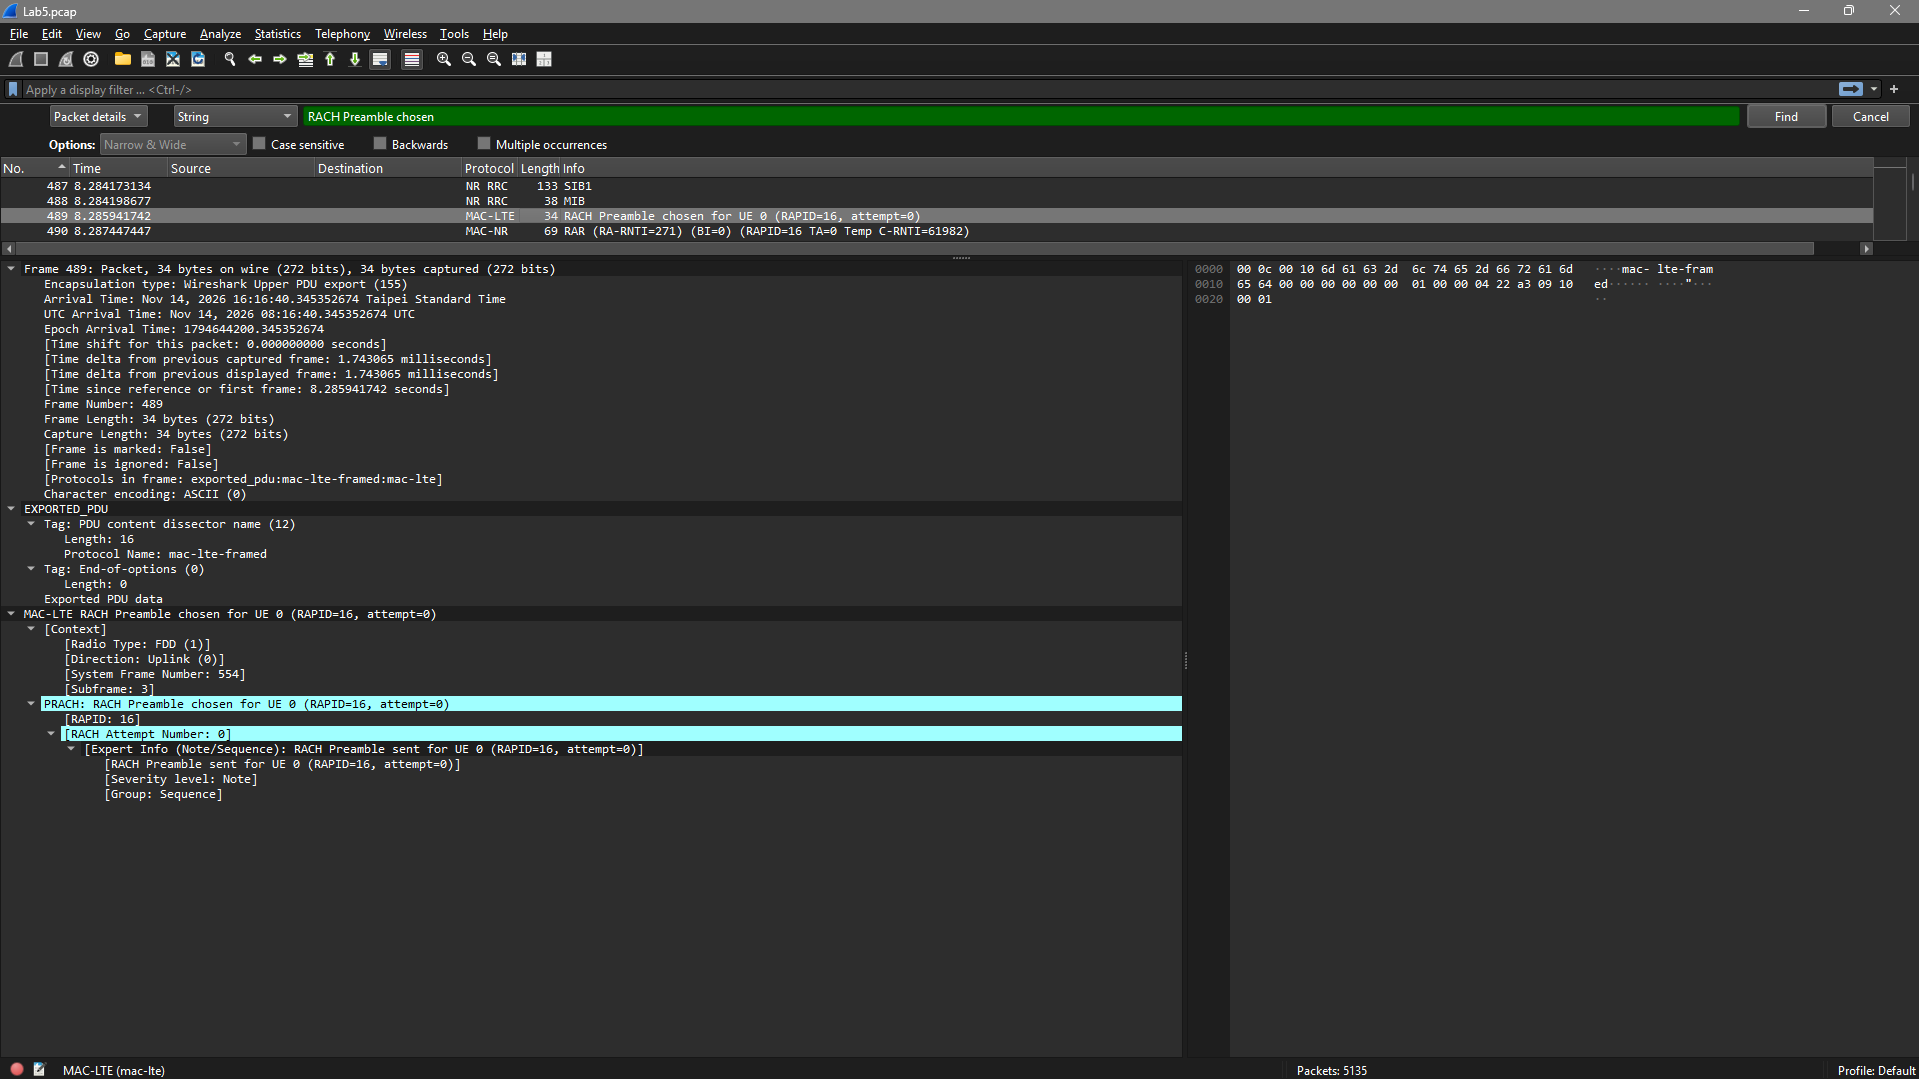 Lab5.pcap
File Edit View Go Capture Analyze Statistics Telephony Wireless Tools Help
Apply a display filter ... <Ctrl-/>
Packet details String RACH Preamble chosen Find Cancel
Options: Narrow & Wide Case sensitive Backwards Multiple occurrences
No. Time Source Destination Protocol Length Info
487 8.284173134 NR RRC 133 SIB1
488 8.284198677 NR RRC 38 MIB
489 8.285941742 MAC-LTE 34 RACH Preamble chosen for UE 0 (RAPID=16, attempt=0)
490 8.287447447 MAC-NR 69 RAR (RA-RNTI=271) (BI=0) (RAPID=16 TA=0 Temp C-RNTI=61982)
Frame 489: Packet, 34 bytes on wire (272 bits), 34 bytes captured (272 bits)
Encapsulation type: Wireshark Upper PDU export (155)
Arrival Time: Nov 14, 2026 16:16:40.345352674 Taipei Standard Time
UTC Arrival Time: Nov 14, 2026 08:16:40.345352674 UTC
Epoch Arrival Time: 1794644200.345352674
[Time shift for this packet: 0.000000000 seconds]
[Time delta from previous captured frame: 1.743065 milliseconds]
[Time delta from previous displayed frame: 1.743065 milliseconds]
[Time since reference or first frame: 8.285941742 seconds]
Frame Number: 489
Frame Length: 34 bytes (272 bits)
Capture Length: 34 bytes (272 bits)
[Frame is marked: False]
[Frame is ignored: False]
[Protocols in frame: exported_pdu:mac-lte-framed:mac-lte]
Character encoding: ASCII (0)
EXPORTED_PDU
Tag: PDU content dissector name (12)
Length: 16
Protocol Name: mac-lte-framed
Tag: End-of-options (0)
Length: 0
Exported PDU data
MAC-LTE RACH Preamble chosen for UE 0 (RAPID=16, attempt=0)
[Context]
[Radio Type: FDD (1)]
[Direction: Uplink (0)]
[System Frame Number: 554]
[Subframe: 3]
PRACH: RACH Preamble chosen for UE 0 (RAPID=16, attempt=0)
[RAPID: 16]
[RACH Attempt Number: 0]
[Expert Info (Note/Sequence): RACH Preamble sent for UE 0 (RAPID=16, attempt=0)]
[RACH Preamble sent for UE 0 (RAPID=16, attempt=0)]
[Severity level: Note]
[Group: Sequence]
0000 00 0c 00 10 6d 61 63 2d 6c 74 65 2d 66 72 61 6d ····mac- lte-fram
0010 65 64 00 00 00 00 00 00 01 00 00 04 22 a3 09 10 ed······ ····"···
0020 00 01 ··
MAC-LTE (mac-lte) Packets: 5135 Profile: Default